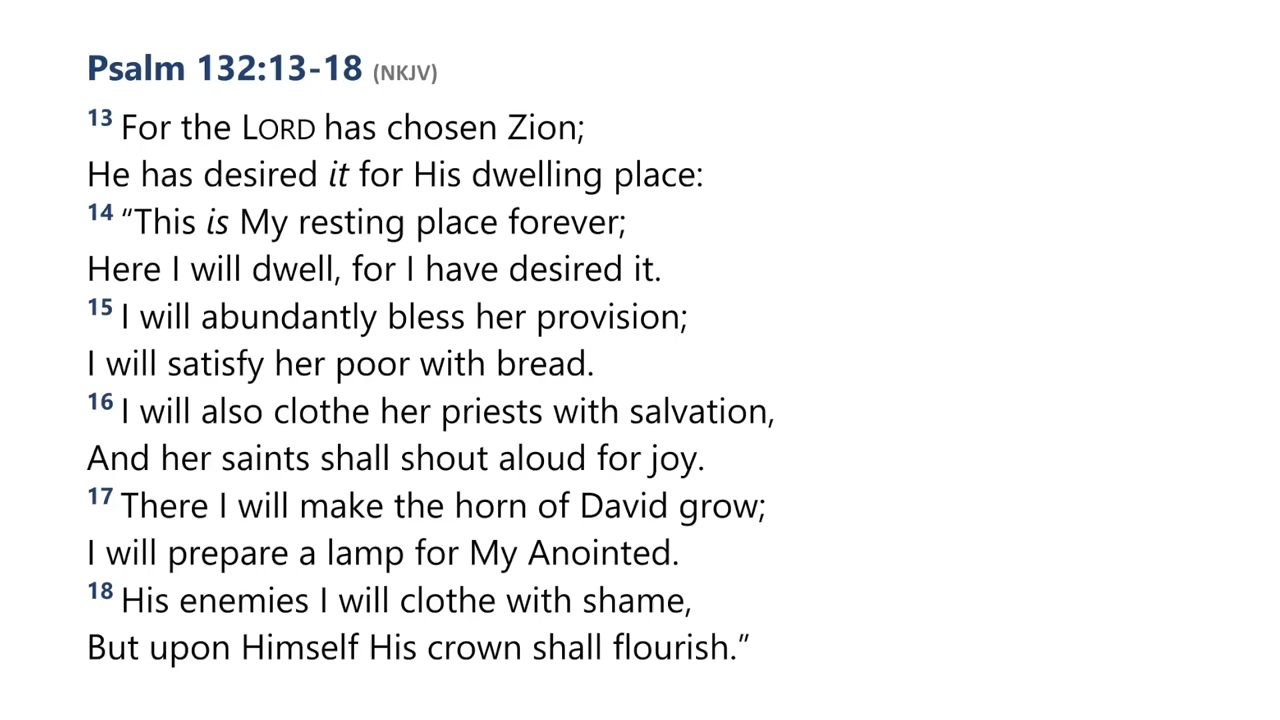 Psalm 132:13-18 (NKJV)
13 For the LORD has chosen Zion;
He has desired it for His dwelling place:
14 “This is My resting place forever;
Here I will dwell, for I have desired it.
15 I will abundantly bless her provision;
I will satisfy her poor with bread.
16 I will also clothe her priests with salvation,
And her saints shall shout aloud for joy.
17 There I will make the horn of David grow;
I will prepare a lamp for My Anointed.
18 His enemies I will clothe with shame,
But upon Himself His crown shall flourish.”